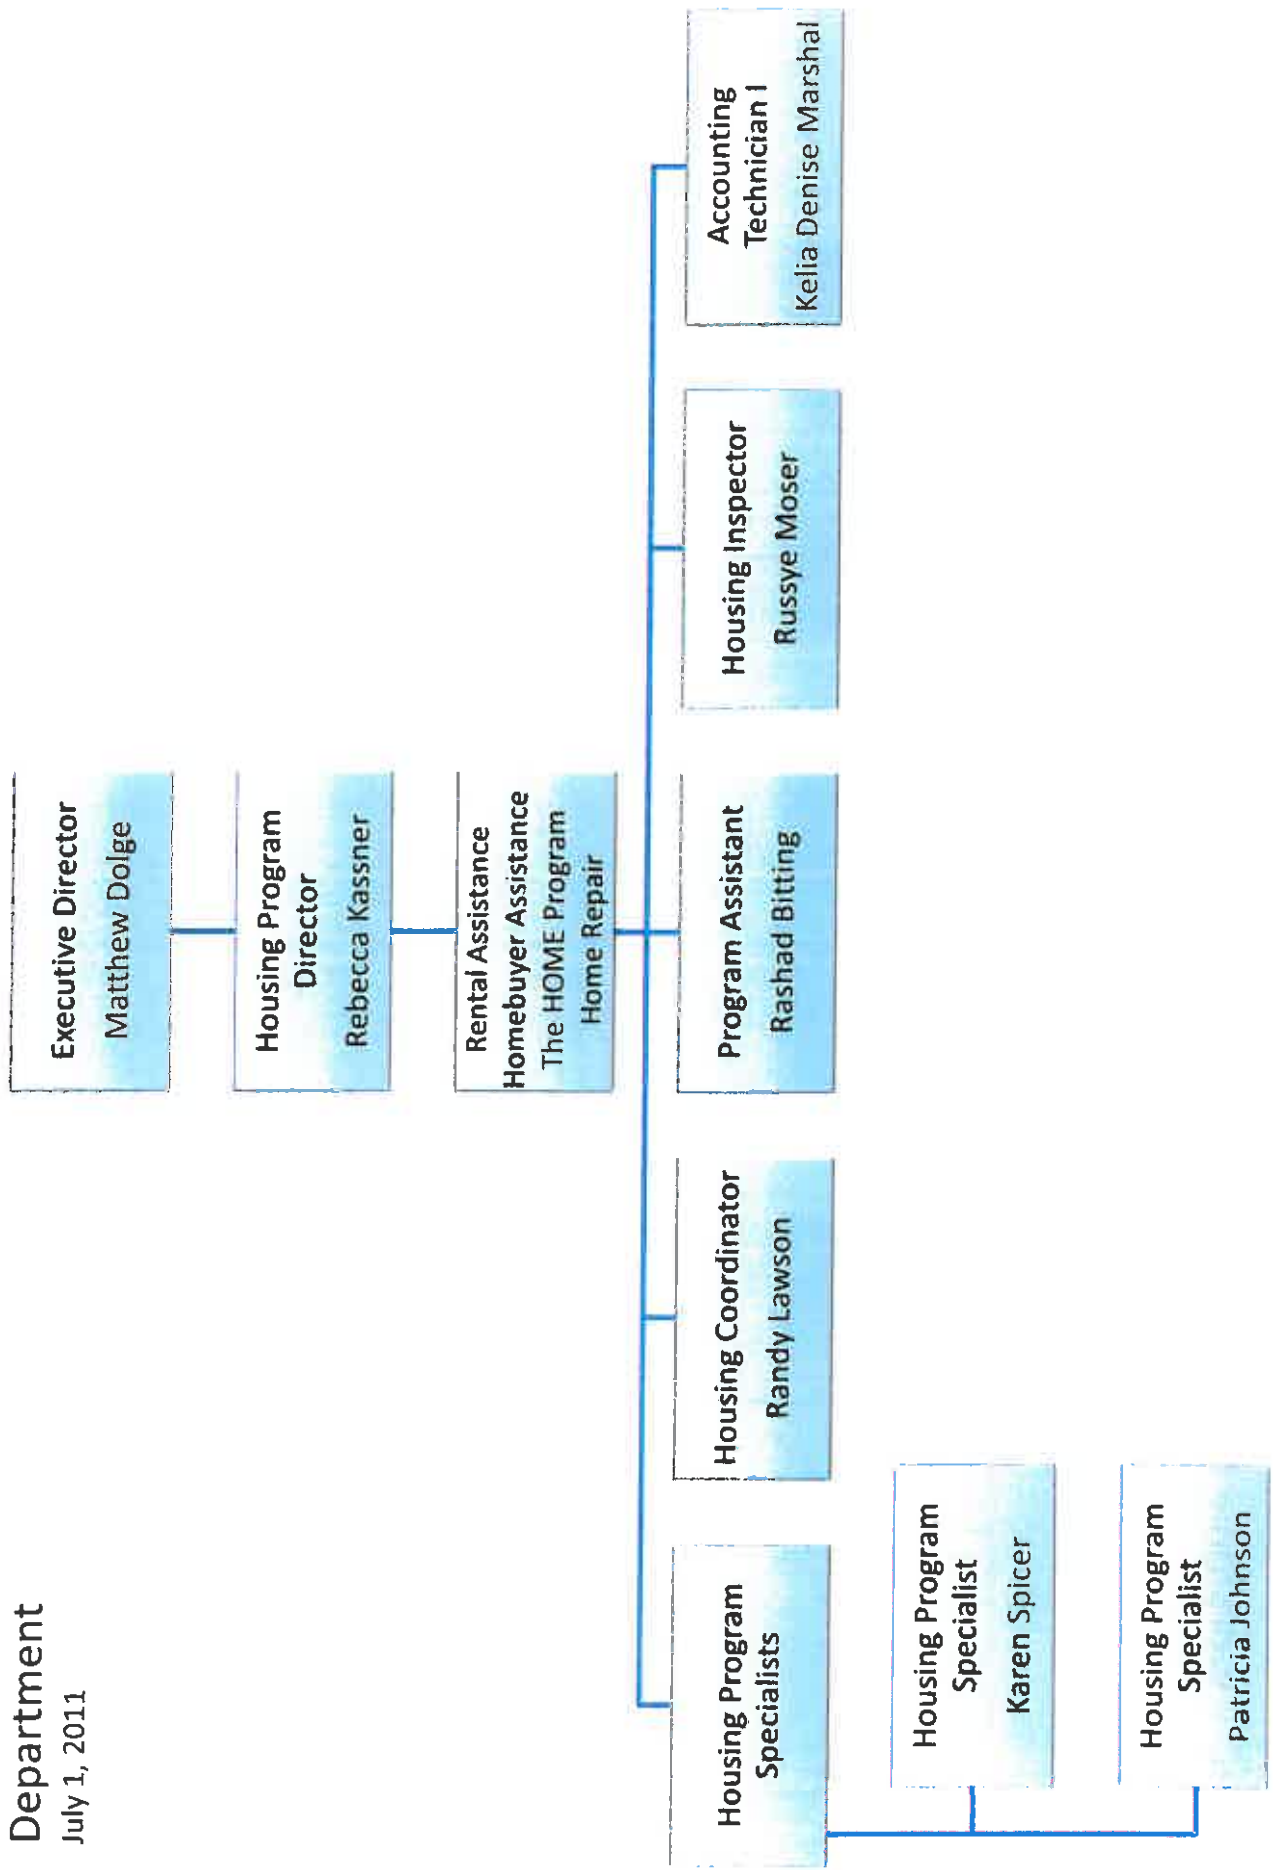 Department
July 1, 2011
Executive Director
Matthew Dolge
Housing Program
Director
Rebecca Kassner
Rental Assistance
Homebuyer Assistance
The HOME Program
Home Repair
Housing Program
Specialists
Housing Coordinator
Randy Lawson
Program Assistant
Rashad Bitting
Housing Inspector
Russye Moser
Accounting
Technician I
Kelia Denise Marshal
Housing Program
Specialist
Karen Spicer
Housing Program
Specialist
Patricia Johnson